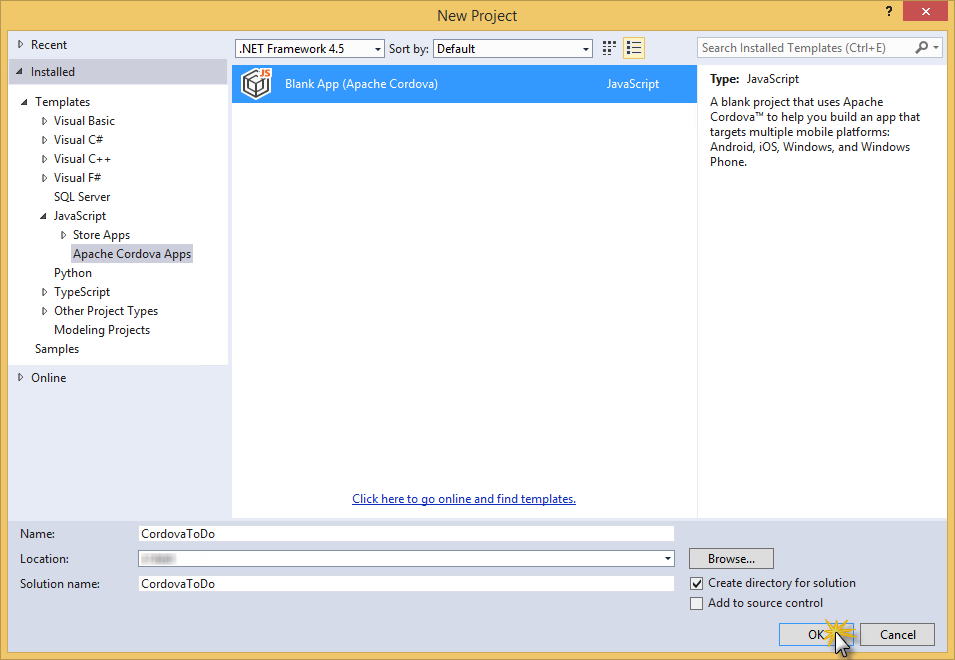 New Project
?
Recent
Installed
Templates
Visual Basic
Visual C#
Visual C++
Visual F#
SQL Server
JavaScript
Store Apps
Apache Cordova Apps
Python
TypeScript
Other Project Types
Modeling Projects
Samples
Online
.NET Framework 4.5 Sort by: Default
JS
Blank App (Apache Cordova) JavaScript
Click here to go online and find templates.
Search Installed Templates (Ctrl+E)
Type: JavaScript
A blank project that uses Apache
Cordova™ to help you build an app that
targets multiple mobile platforms:
Android, iOS, Windows, and Windows
Phone.
Name: CordovaToDo
Location:
Browse...
Solution name: CordovaToDo
Create directory for solution
Add to source control
OK Cancel